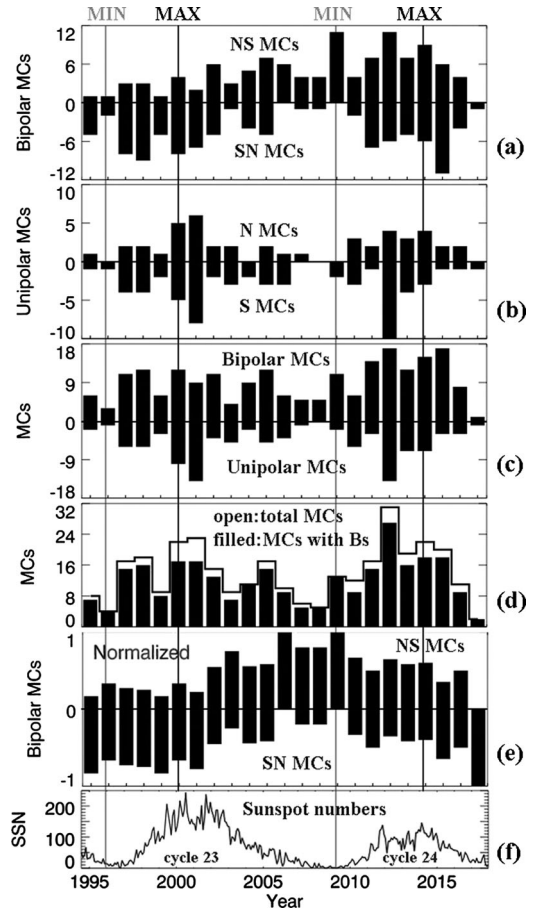 MIN MAX MIN MAX
12
6
0
-6
-12
Bipolar MCs
NS MCs
SN MCs
(a)
10
5
0
-5
-10
Unipolar MCs
N MCs
S MCs
(b)
18
9
0
-9
-18
MCs
Bipolar MCs
Unipolar MCs
(c)
32
24
16
8
0
MCs
open:total MCs
filled:MCs with Bs
(d)
1
0
-1
Bipolar MCs
Normalized
NS MCs
SN MCs
(e)
200
100
0
SSN
Sunspot numbers
cycle 23
cycle 24
(f)
1995 2000 2005 2010 2015
Year